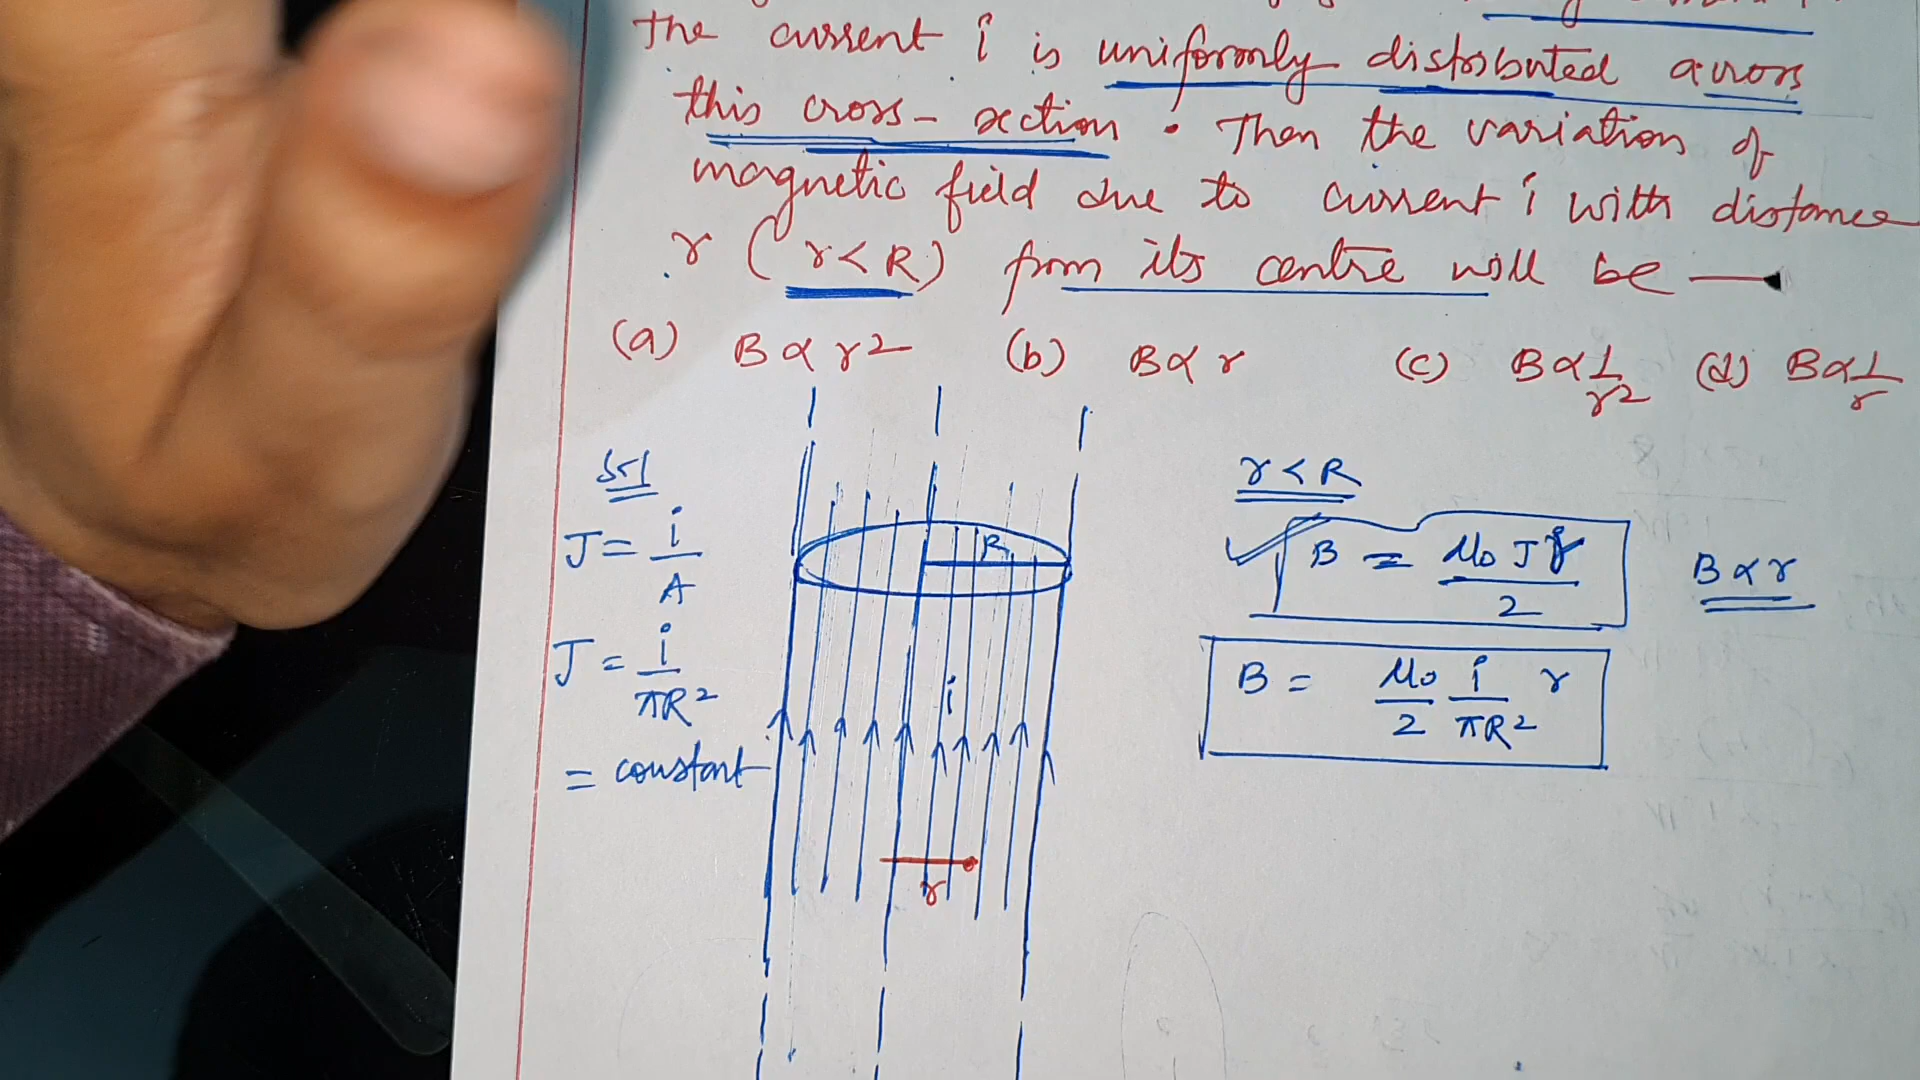 the current i is uniformly distributed across
this cross-section. Then the variation of
magnetic field due to current i with distance
r (r<R) from its centre will be —
(a) B∝r² (b) B∝r (c) B∝1/r² (d) B∝1/r
Sol
J = i/A
J = i/πR²
= constant
R
i
r
r<R
B = μ₀Jr/2
B∝r
B = μ₀/2 i/πR² r